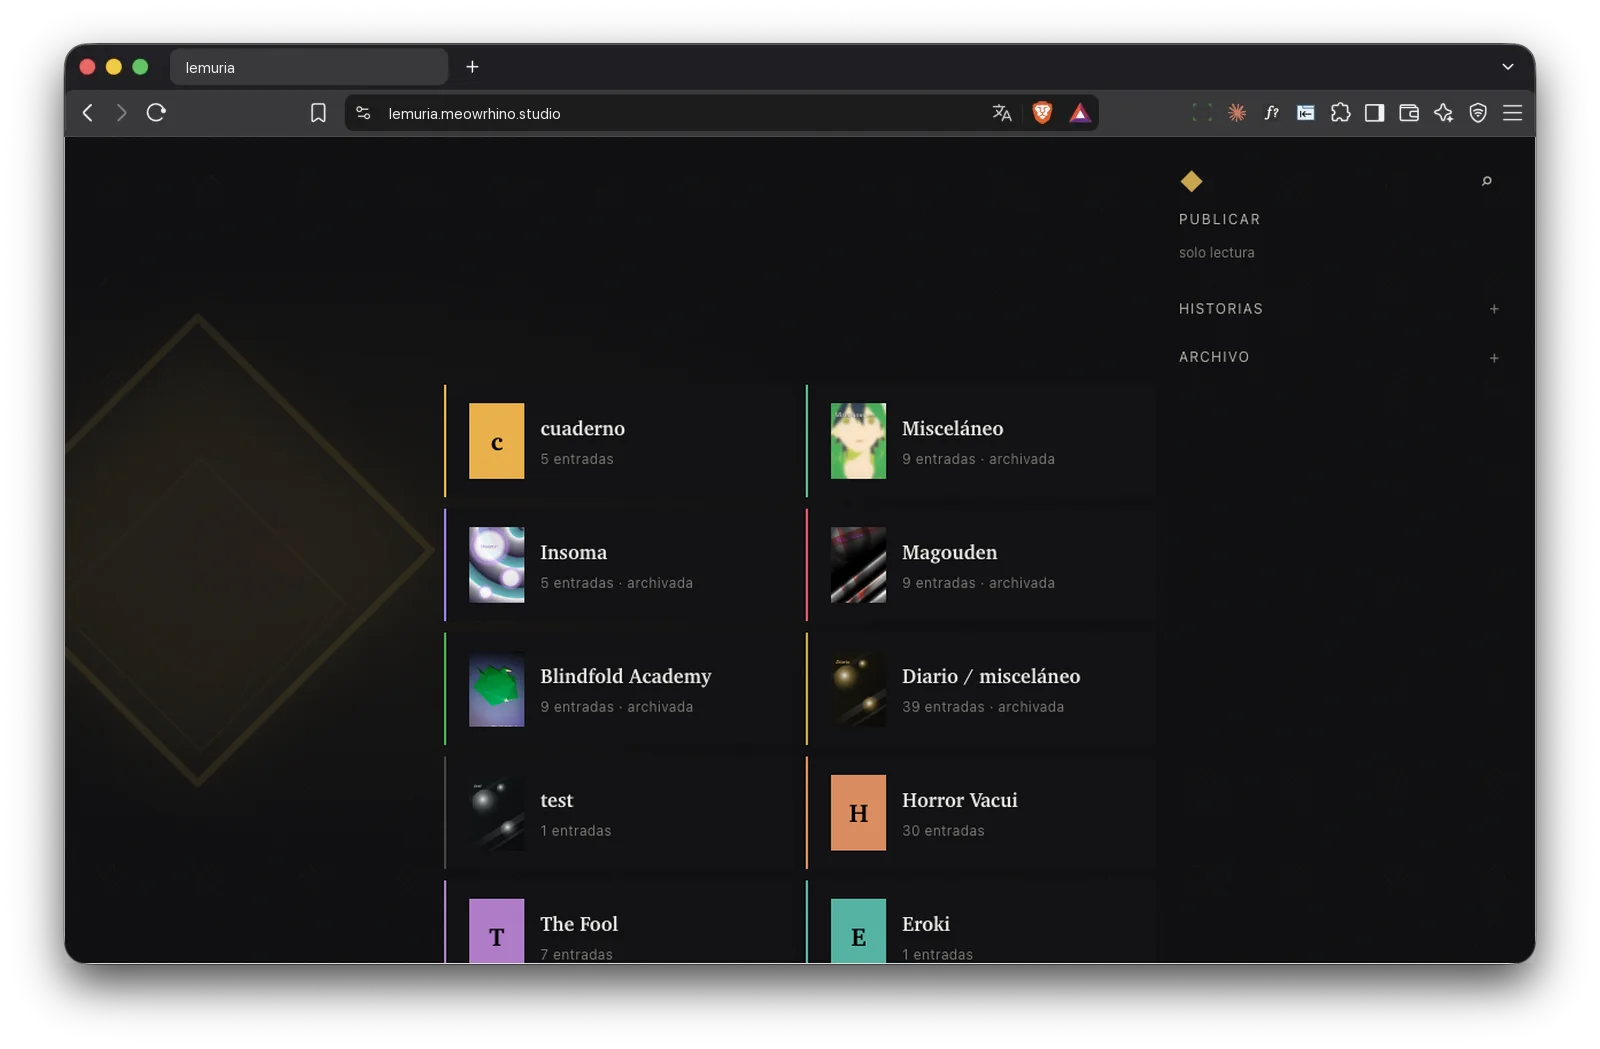 lemuria
lemuria.meowrhino.studio
f?
PUBLICAR
solo lectura
HISTORIAS +
ARCHIVO +
c
cuaderno
5 entradas
Misceláneo
9 entradas · archivada
Insoma
5 entradas · archivada
Magouden
9 entradas · archivada
Blindfold Academy
9 entradas · archivada
Diario / misceláneo
39 entradas · archivada
test
1 entradas
H
Horror Vacui
30 entradas
T
The Fool
7 entradas
E
Eroki
1 entradas